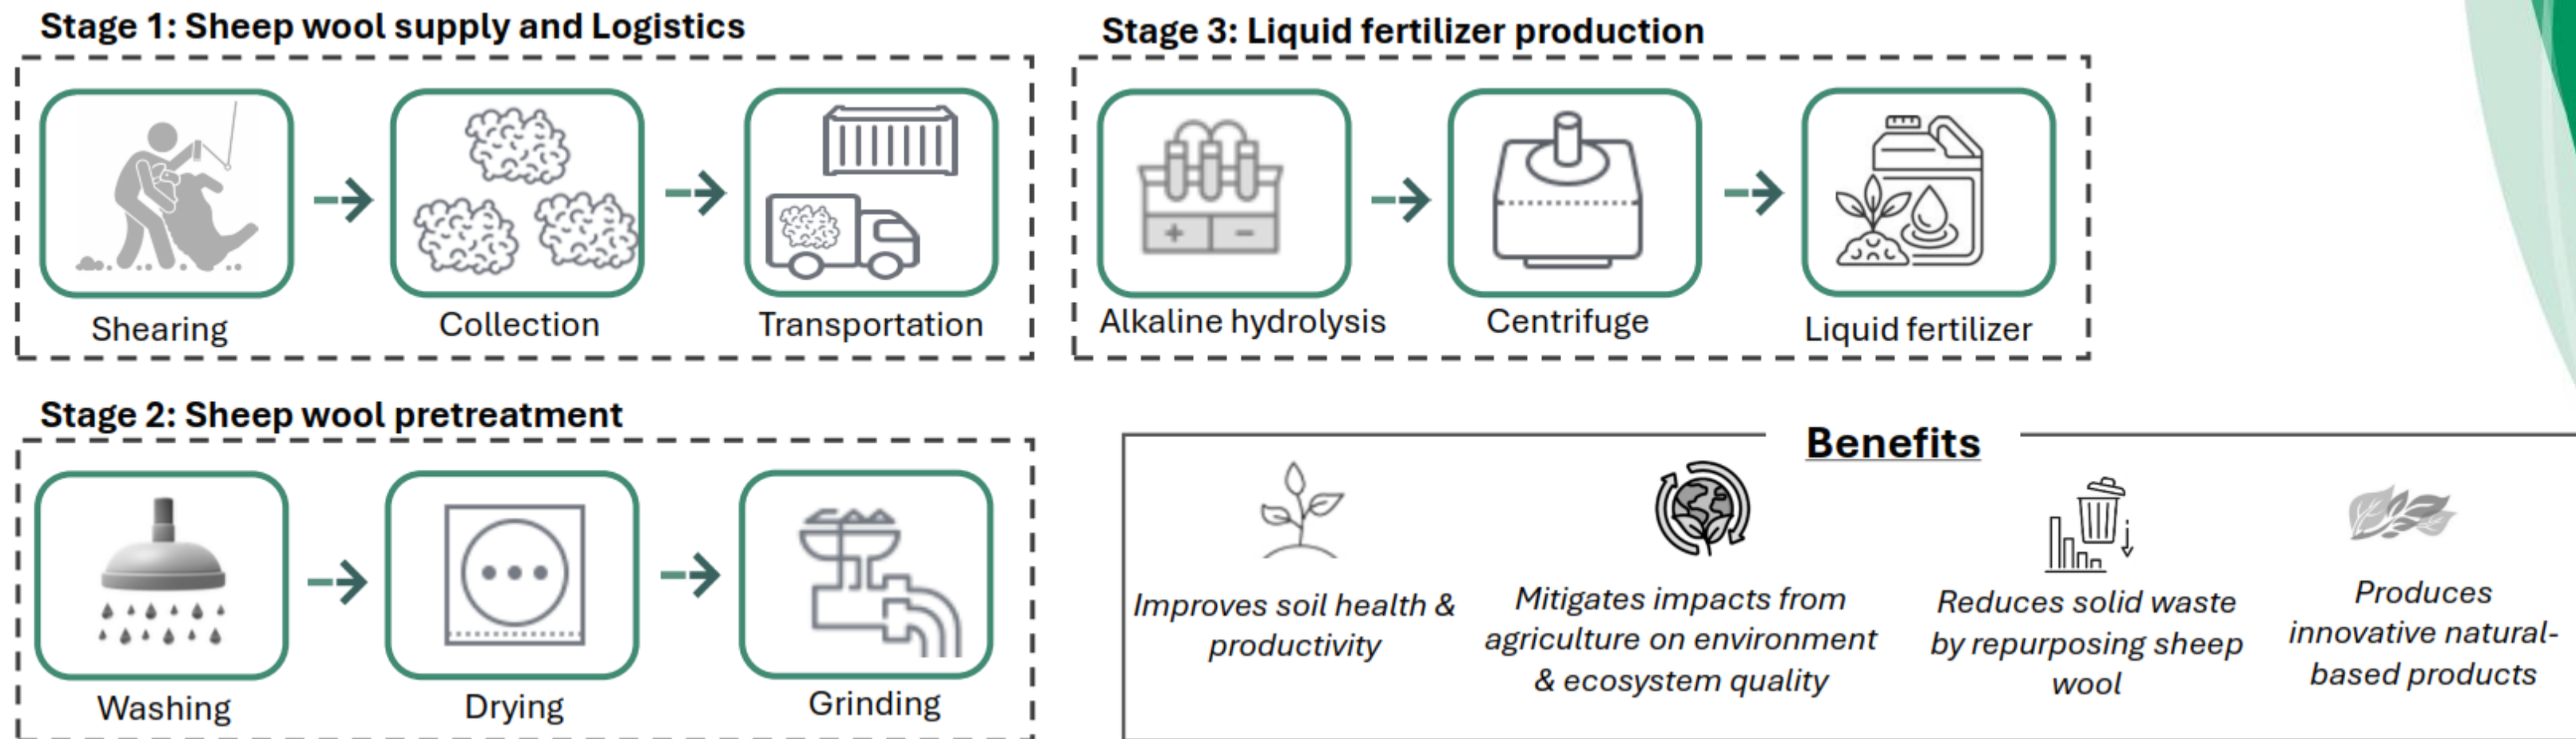 Stage 1: Sheep wool supply and Logistics
Shearing
Collection
Transportation
Stage 2: Sheep wool pretreatment
Washing
Drying
Grinding
Stage 3: Liquid fertilizer production
+ −
Alkaline hydrolysis
Centrifuge
Liquid fertilizer
Benefits
Improves soil health &
productivity
Mitigates impacts from
agriculture on environment
& ecosystem quality
Reduces solid waste
by repurposing sheep
wool
Produces
innovative natural-
based products